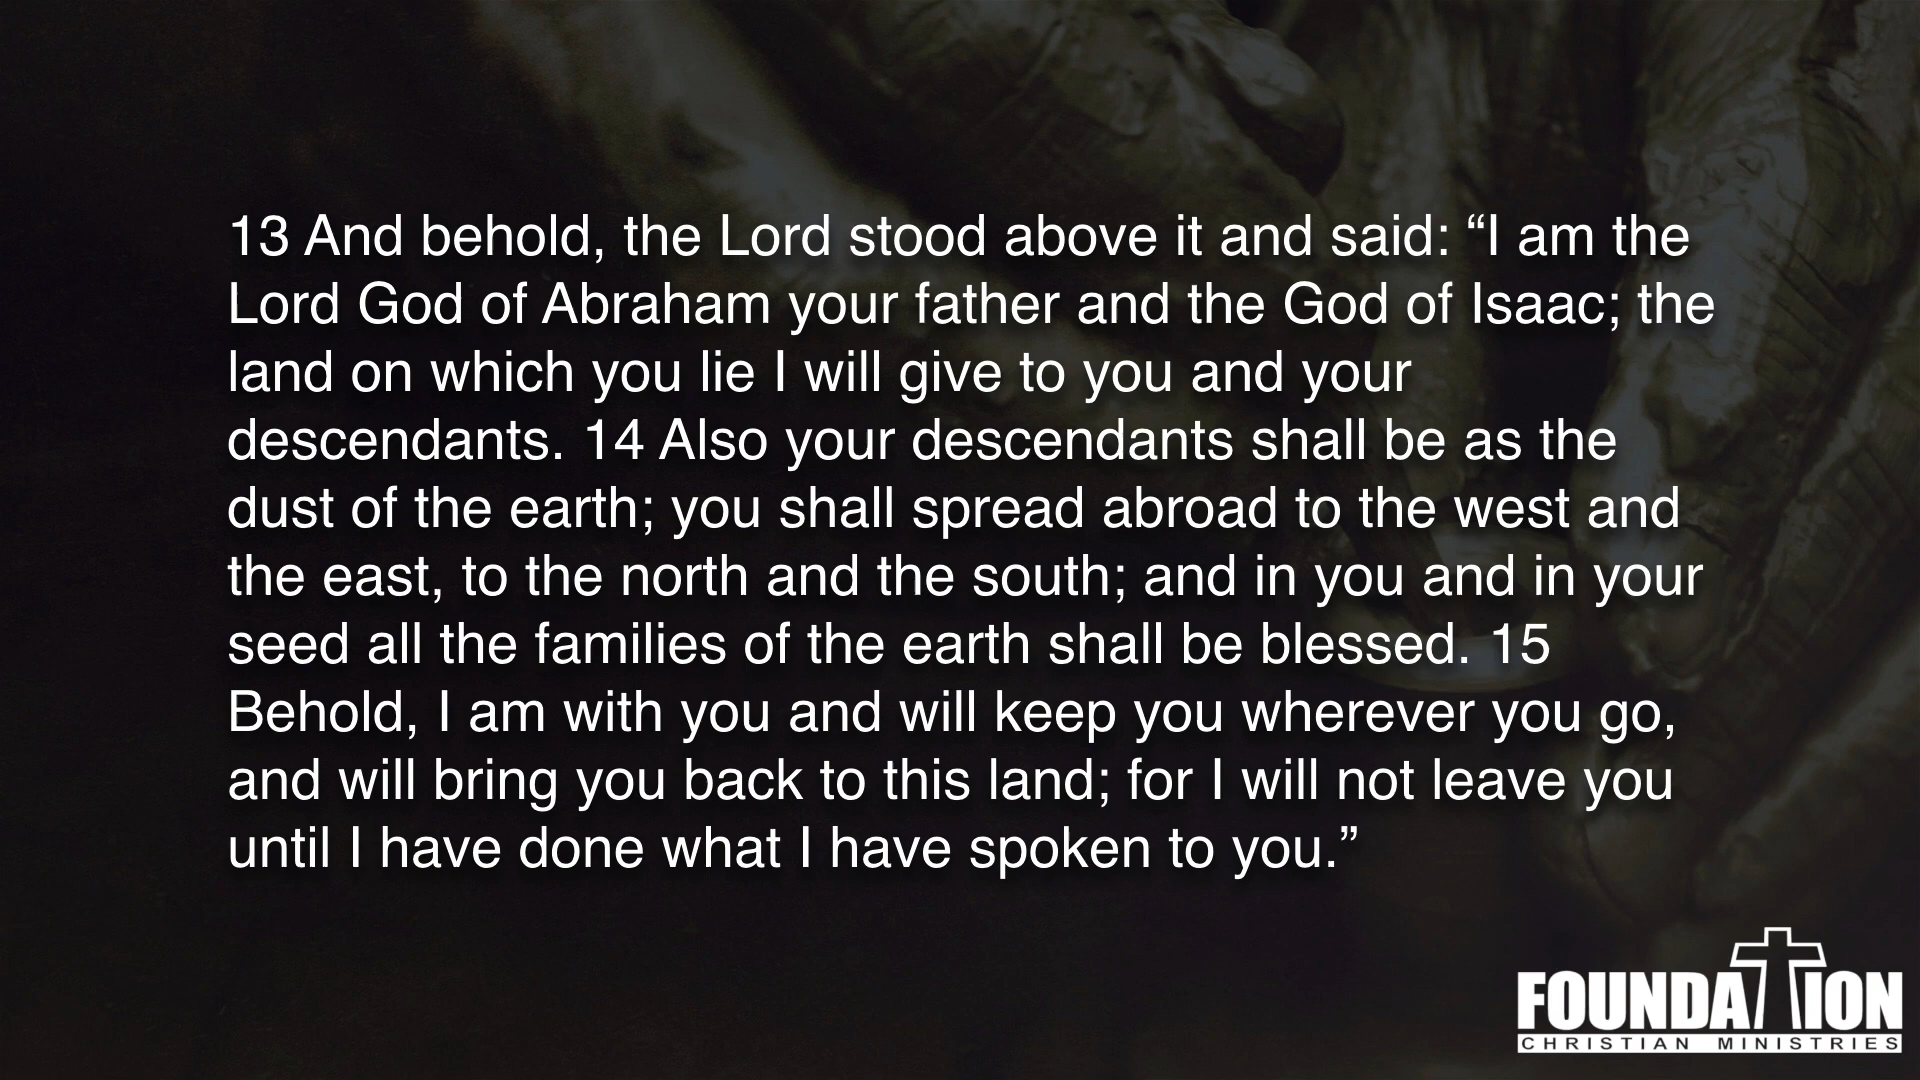 13 And behold, the Lord stood above it and said: “I am the
Lord God of Abraham your father and the God of Isaac; the
land on which you lie I will give to you and your
descendants. 14 Also your descendants shall be as the
dust of the earth; you shall spread abroad to the west and
the east, to the north and the south; and in you and in your
seed all the families of the earth shall be blessed. 15
Behold, I am with you and will keep you wherever you go,
and will bring you back to this land; for I will not leave you
until I have done what I have spoken to you.”
FOUNDATION
CHRISTIAN MINISTRIES